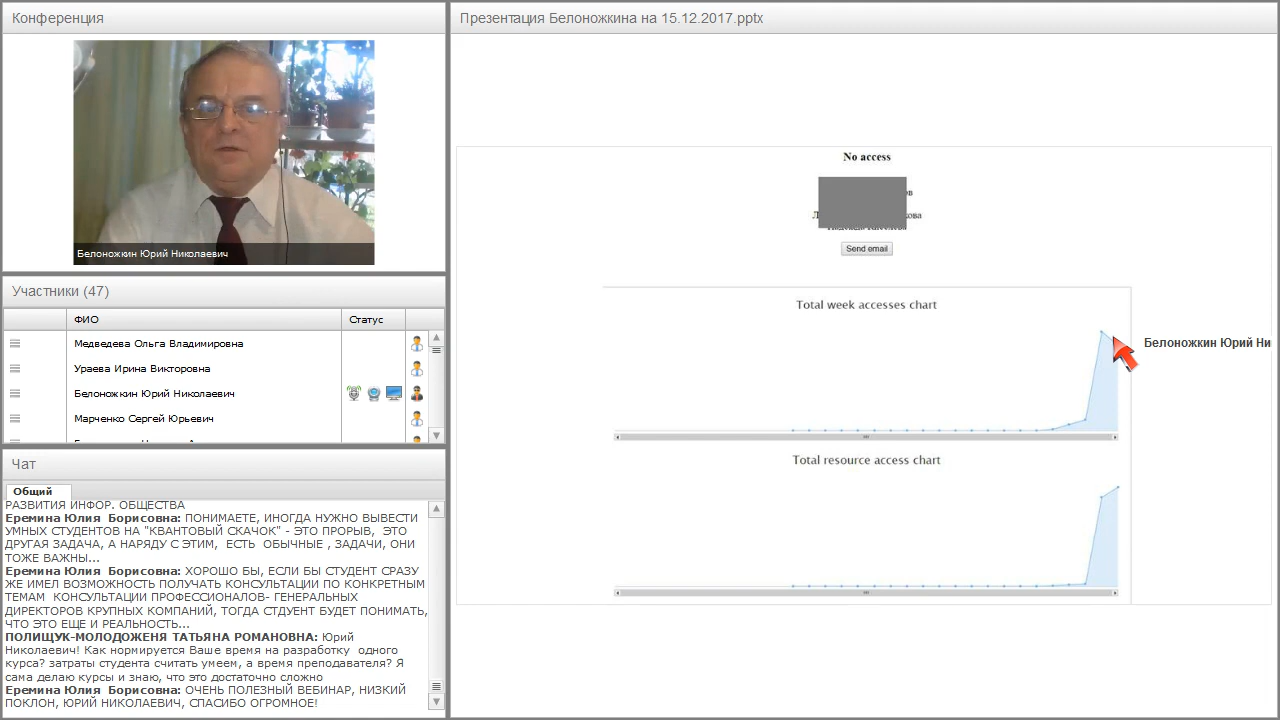 Конференция
Белоножкин Юрий Николаевич
Участники (47)
ФИО
Статус
Медведева Ольга Владимировна
Ураева Ирина Викторовна
Белоножкин Юрий Николаевич
Марченко Сергей Юрьевич
Чат
Общий
РАЗВИТИЯ ИНФОР. ОБЩЕСТВА
Еремина Юлия Борисовна: ПОНИМАЕТЕ, ИНОГДА НУЖНО ВЫВЕСТИ
УМНЫХ СТУДЕНТОВ НА "КВАНТОВЫЙ СКАЧОК" - ЭТО ПРОРЫВ, ЭТО
ДРУГАЯ ЗАДАЧА, А НАРЯДУ С ЭТИМ, ЕСТЬ ОБЫЧНЫЕ , ЗАДАЧИ, ОНИ
ТОЖЕ ВАЖНЫ...
Еремина Юлия Борисовна: ХОРОШО БЫ, ЕСЛИ БЫ СТУДЕНТ СРАЗУ
ЖЕ ИМЕЛ ВОЗМОЖНОСТЬ ПОЛУЧАТЬ КОНСУЛЬТАЦИИ ПО КОНКРЕТНЫМ
ТЕМАМ КОНСУЛЬТАЦИИ ПРОФЕССИОНАЛОВ- ГЕНЕРАЛЬНЫХ
ДИРЕКТОРОВ КРУПНЫХ КОМПАНИЙ, ТОГДА СТДУЕНТ БУДЕТ ПОНИМАТЬ,
ЧТО ЭТО ЕЩЕ И РЕАЛЬНОСТЬ...
ПОЛИЩУК-МОЛОДОЖЕНЯ ТАТЬЯНА РОМАНОВНА: Юрий
Николаевич! Как нормируется Ваше время на разработку одного
курса? затраты студента считать умеем, а время преподавателя? Я
сама делаю курсы и знаю, что это достаточно сложно
Еремина Юлия Борисовна: ОЧЕНЬ ПОЛЕЗНЫЙ ВЕБИНАР, НИЗКИЙ
ПОКЛОН, ЮРИЙ НИКОЛАЕВИЧ, СПАСИБО ОГРОМНОЕ!
Презентация Белоножкина на 15.12.2017.pptx
No access
Send email
Total week accesses chart
Белоножкин Юрий Ни
Total resource access chart